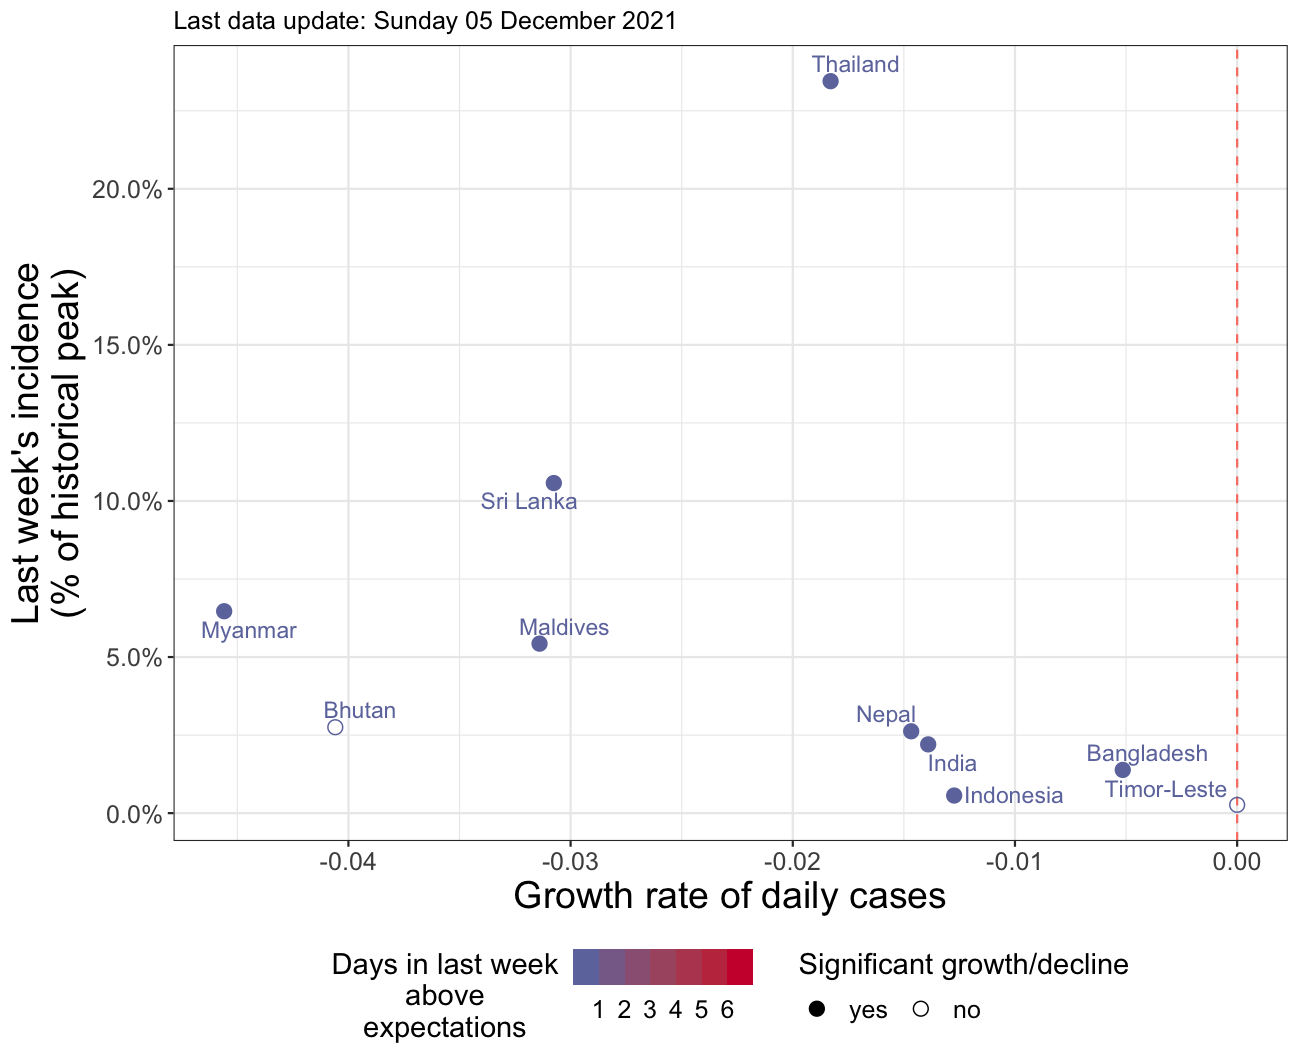 Last data update: Sunday 05 December 2021
Thailand
20.0%
15.0%
Last week's incidence
(% of historical peak)
10.0%
Sri Lanka
Myanmar
Maldives
5.0%
Bhutan
Nepal
India
Bangladesh
Timor-Leste
Indonesia
0.0%
-0.04 -0.03 -0.02 -0.01 0.00
Growth rate of daily cases
Days in last week
above
expectations
1 2 3 4 5 6
Significant growth/decline
yes no